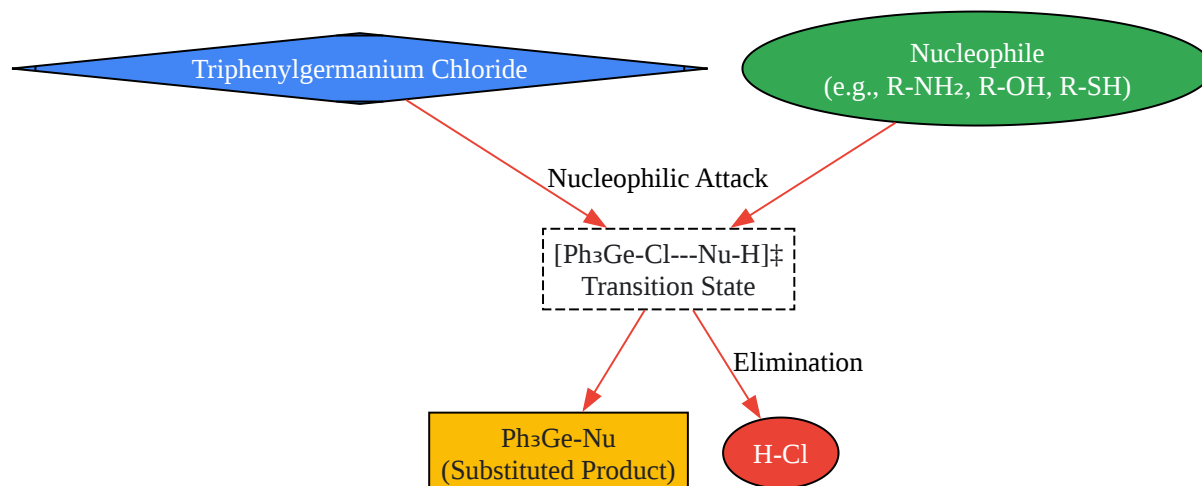 Triphenylgermanium Chloride
Nucleophile
(e.g., R-NH₂, R-OH, R-SH)
Nucleophilic Attack
[Ph₃Ge-Cl---Nu-H]‡
Transition State
Elimination
Ph₃Ge-Nu
(Substituted Product)
H-Cl